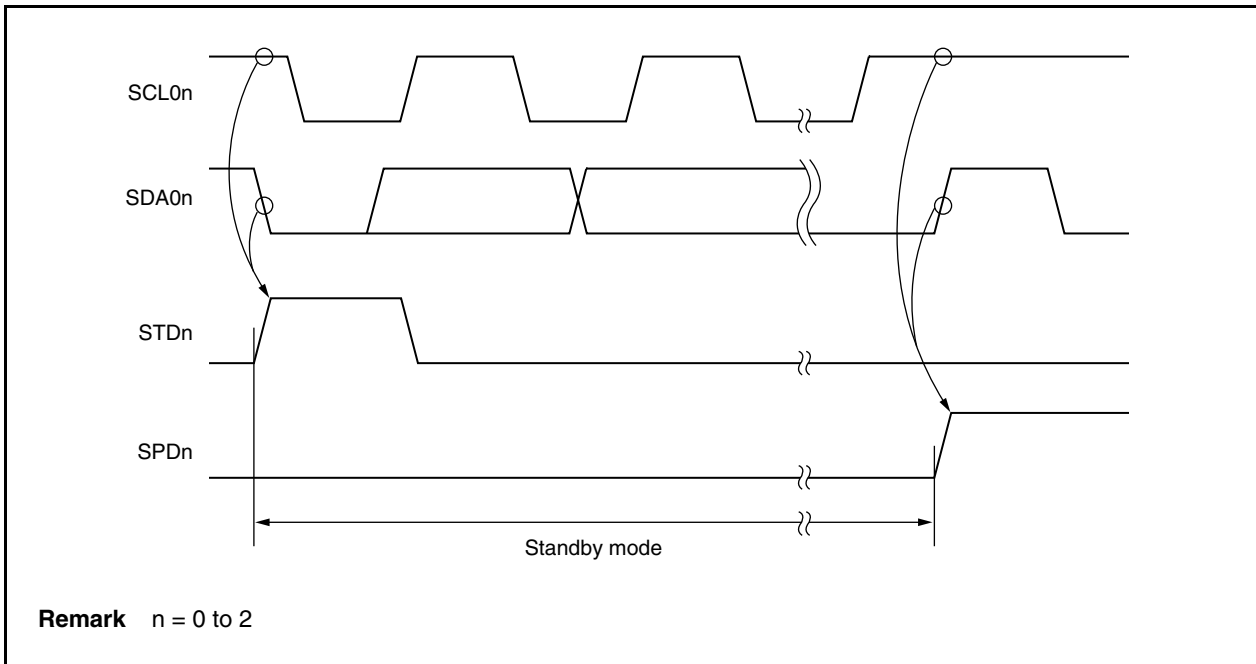 SCL0n
SDA0n
STDn
SPDn
Standby mode
Remark n = 0 to 2